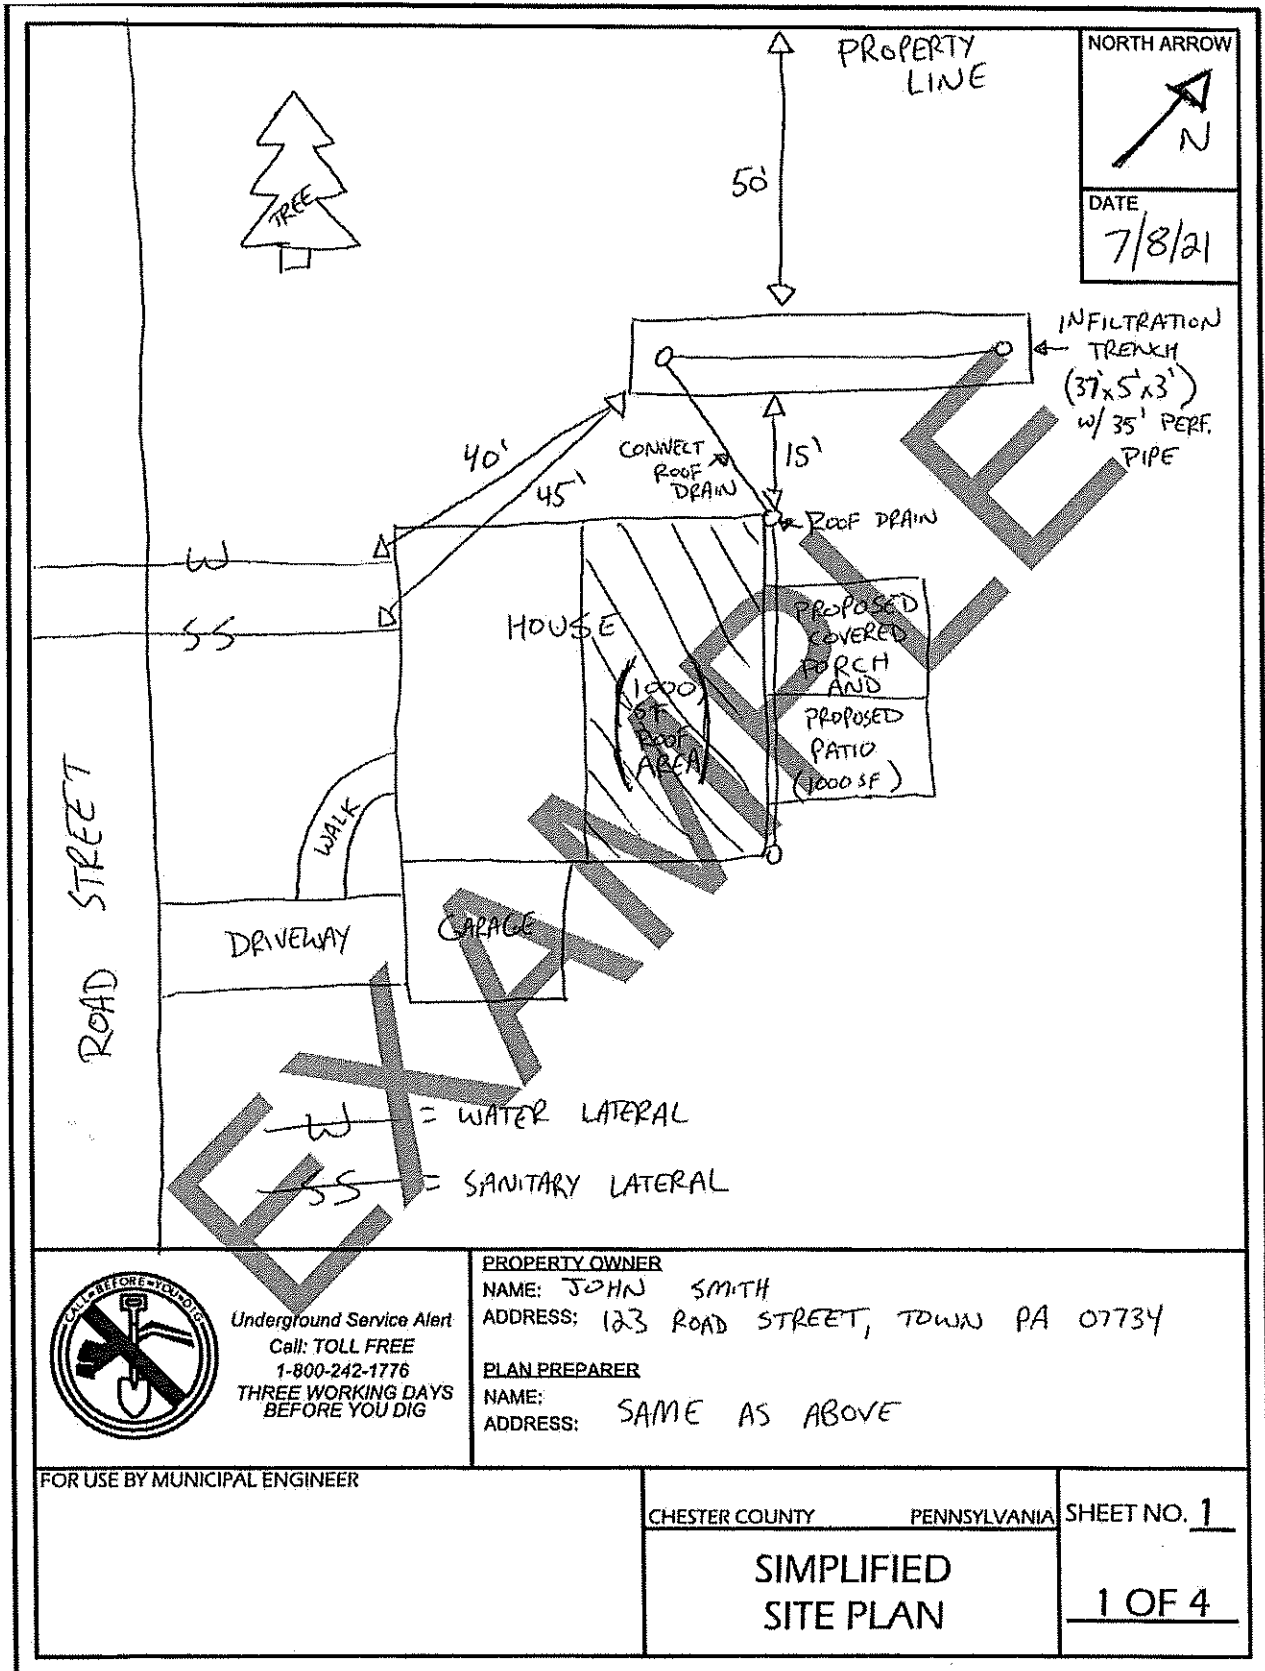 PROPERTY
LINE
NORTH ARROW
N
DATE
7/8/21
50'
TREE
INFILTRATION
TRENCH
(37'x5'x3')
W/ 35' PERF.
PIPE
40'
45'
CONNECT
ROOF
DRAIN
15'
ROOF DRAIN
W
SS
HOUSE
(1000
SF
ROOF
AREA)
PROPOSED
COVERED
PORCH
AND
PROPOSED
PATIO
(1000 SF)
WALK
ROAD STREET
DRIVEWAY
GARAGE
EXAMPLE
W = WATER LATERAL
SS = SANITARY LATERAL
CALL BEFORE YOU DIG
Underground Service Alert
Call: TOLL FREE
1-800-242-1776
THREE WORKING DAYS
BEFORE YOU DIG
PROPERTY OWNER
NAME: JOHN SMITH
ADDRESS: 123 ROAD STREET, TOWN PA 07734
PLAN PREPARER
NAME:
ADDRESS: SAME AS ABOVE
FOR USE BY MUNICIPAL ENGINEER
CHESTER COUNTY PENNSYLVANIA
SIMPLIFIED
SITE PLAN
SHEET NO. 1
1 OF 4